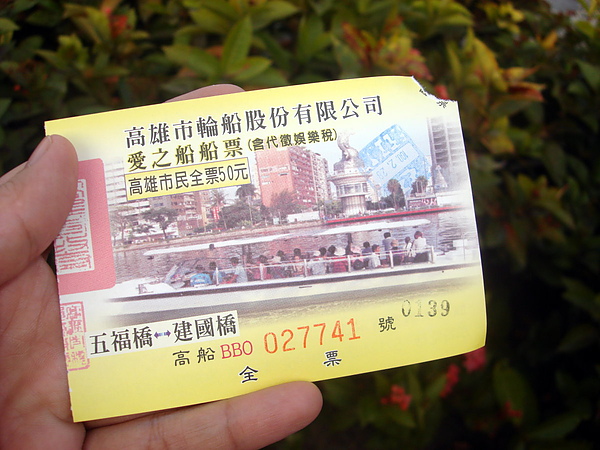 高雄市輪船股份有限公司
愛之船船票(含代徵娛樂稅)
高雄市民全票50元
五福橋↔建國橋
高船 BBO 027741 號 0139
全 票